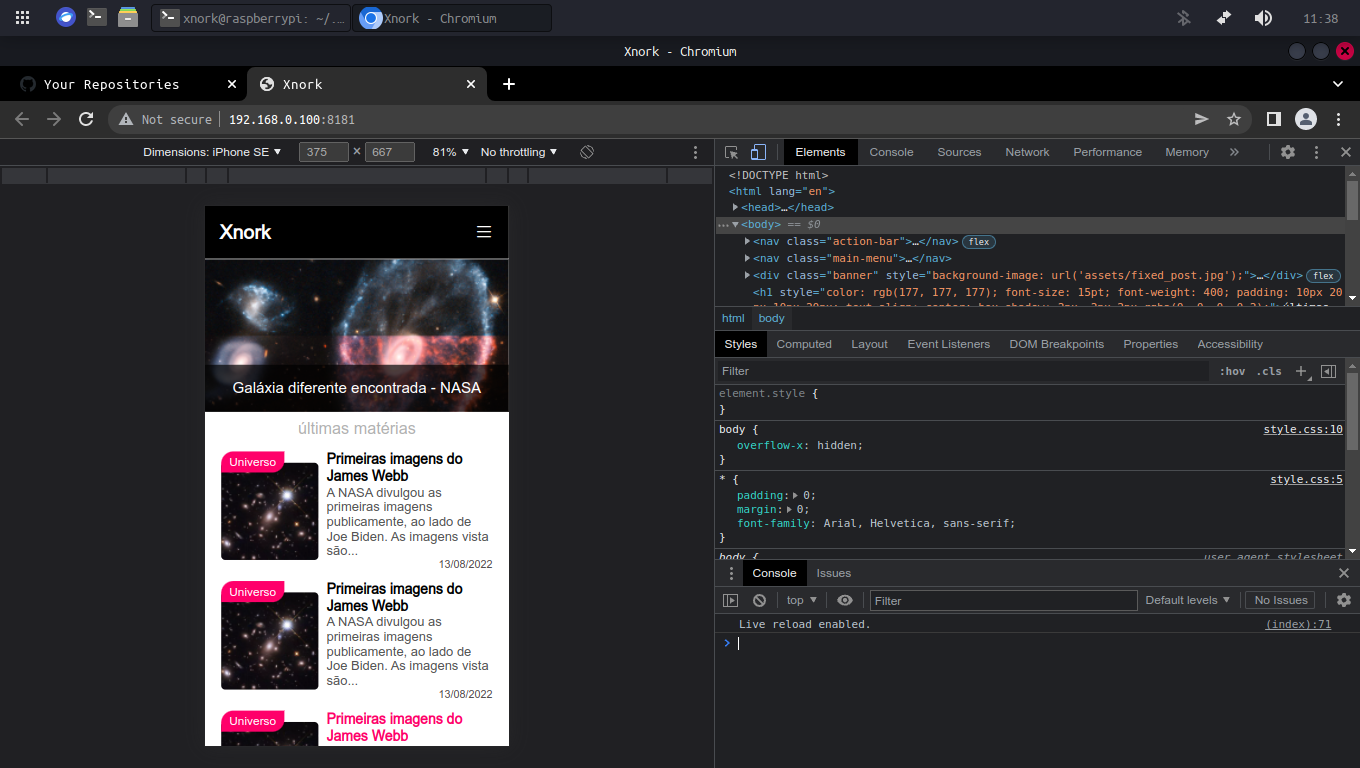 xnork@raspberrypi: ~/...
Xnork - Chromium
11:38
Xnork - Chromium
Your Repositories
Xnork
Not secure
192.168.0.100:8181
Dimensions: iPhone SE
375 × 667
81%
No throttling
Elements
Console
Sources
Network
Performance
Memory
<!DOCTYPE html>
<html lang="en">
<head>…</head>
<body> == $0
<nav class="action-bar">…</nav> flex
<nav class="main-menu">…</nav>
<div class="banner" style="background-image: url('assets/fixed_post.jpg');">…</div> flex
<h1 style="color: rgb(177, 177, 177); font-size: 15pt; font-weight: 400; padding: 10px 20
html
body
Styles
Computed
Layout
Event Listeners
DOM Breakpoints
Properties
Accessibility
Filter
:hov .cls
element.style {
}
body {
style.css:10
overflow-x: hidden;
}
* {
style.css:5
padding: 0;
margin: 0;
font-family: Arial, Helvetica, sans-serif;
}
body {
user agent stylesheet
Console
Issues
top
Filter
Default levels
No Issues
Live reload enabled.
(index):71
Xnork
Galáxia diferente encontrada - NASA
últimas matérias
Universo
Primeiras imagens do
James Webb
A NASA divulgou as
primeiras imagens
publicamente, ao lado de
Joe Biden. As imagens vista
são...
13/08/2022
Universo
Primeiras imagens do
James Webb
A NASA divulgou as
primeiras imagens
publicamente, ao lado de
Joe Biden. As imagens vista
são...
13/08/2022
Universo
Primeiras imagens do
James Webb